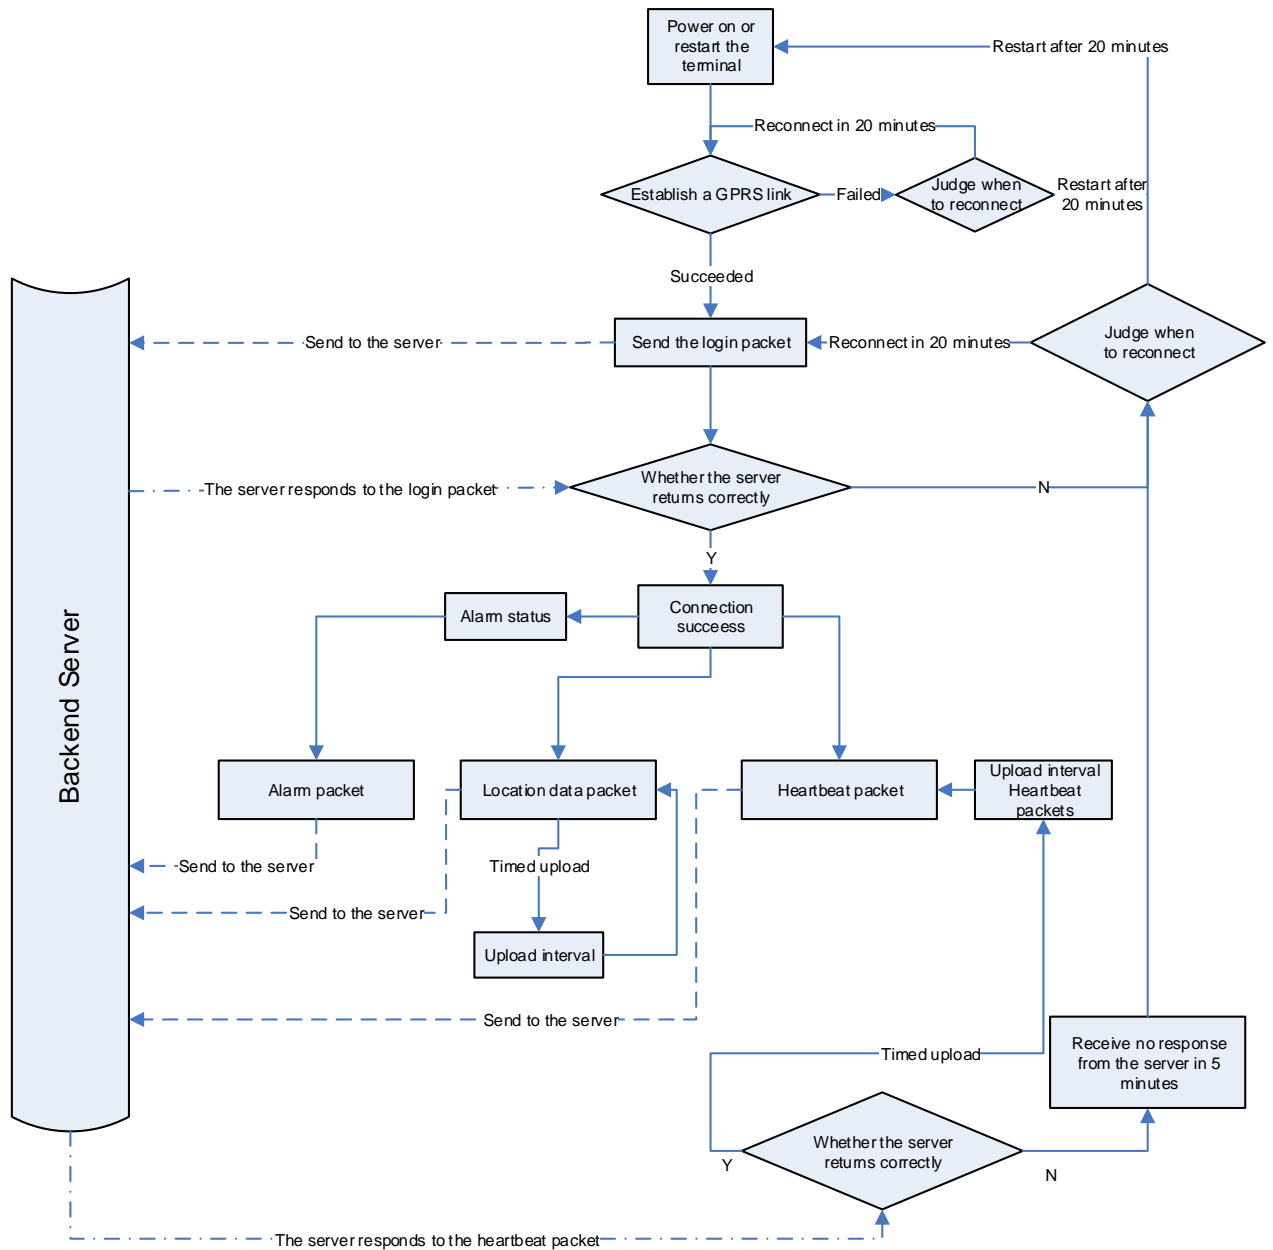 Power on or
restart the
terminal
Restart after 20 minutes
Reconnect in 20 minutes
Establish a GPRS link
Failed
Judge when
to reconnect
Restart after
20 minutes
Succeeded
Send to the server
Send the login packet
Reconnect in 20 minutes
Judge when
to reconnect
The server responds to the login packet
Whether the server
returns correctly
N
Y
Backend Server
Alarm status
Connection
succeess
Alarm packet
Location data packet
Heartbeat packet
Upload interval
Heartbeat
packets
Send to the server
Timed upload
Send to the server
Upload interval
Send to the server
Timed upload
Receive no response
from the server in 5
minutes
Whether the server
returns correctly
Y
N
The server responds to the heartbeat packet